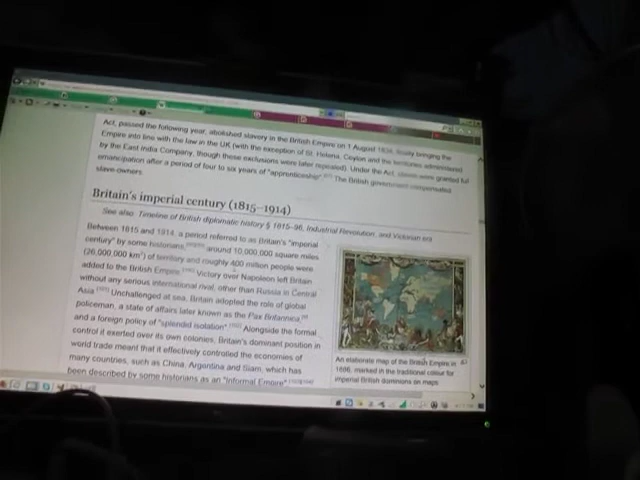 Act, passed the following year, abolished slavery in the British Empire on 1 August 1834, finally bringing the
Empire into line with the law in the UK (with the exception of St. Helena, Ceylon and the territories administered
by the East India Company, though these exclusions were later repealed). Under the Act, slaves were granted full
emancipation after a period of four to six years of "apprenticeship". The British government compensated
slave-owners.
Britain's imperial century (1815–1914)
See also: Timeline of British diplomatic history § 1815–96, Industrial Revolution, and Victorian era
Between 1815 and 1914, a period referred to as Britain's "imperial
century" by some historians, around 10,000,000 square miles
(26,000,000 km²) of territory and roughly 400 million people were
added to the British Empire. Victory over Napoleon left Britain
without any serious international rival, other than Russia in Central
Asia. Unchallenged at sea, Britain adopted the role of global
policeman, a state of affairs later known as the Pax Britannica,
and a foreign policy of "splendid isolation". Alongside the formal
control it exerted over its own colonies, Britain's dominant position in
world trade meant that it effectively controlled the economies of
many countries, such as China, Argentina and Siam, which has
been described by some historians as an "Informal Empire".
An elaborate map of the British Empire in
1886, marked in the traditional colour for
imperial British dominions on maps